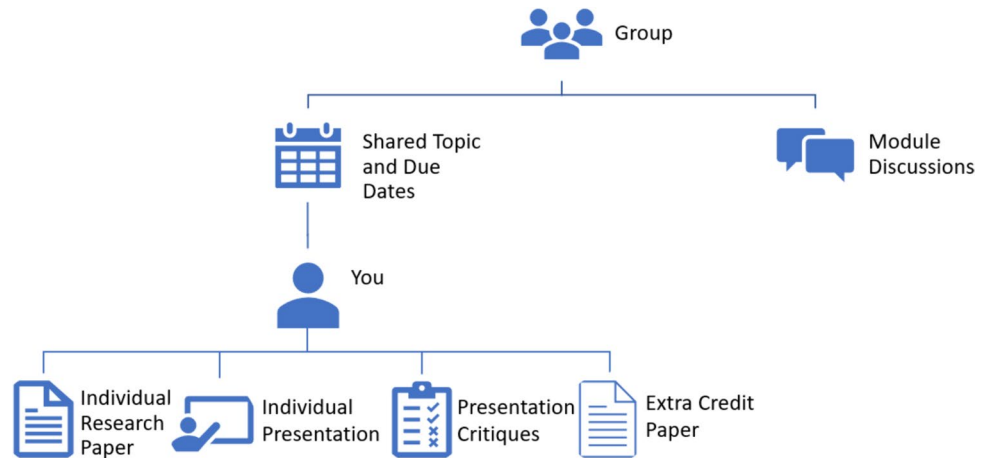 Group
Shared Topic
and Due
Dates
Module
Discussions
You
Individual
Research
Paper
Individual
Presentation
Presentation
Critiques
Extra Credit
Paper